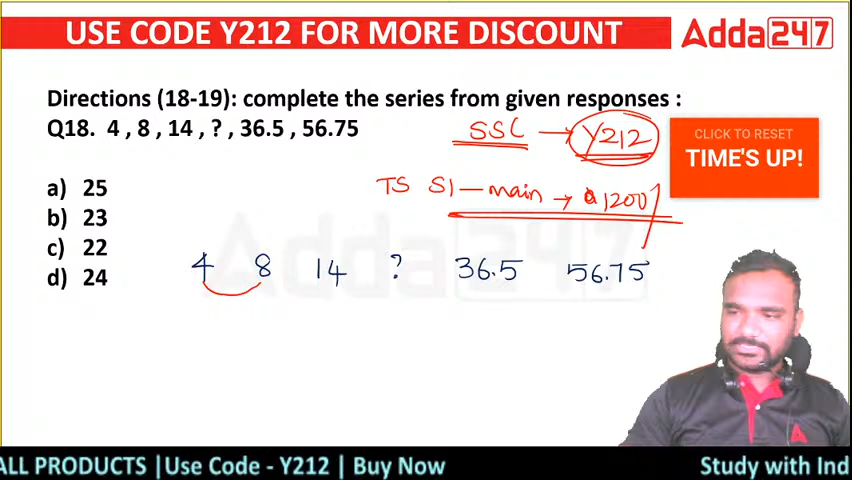 USE CODE Y212 FOR MORE DISCOUNT
Adda247
Directions (18-19): complete the series from given responses :
Q18. 4 , 8 , 14 , ? , 36.5 , 56.75
SSC → Y212
CLICK TO RESET
TIME'S UP!
a) 25
TS SI - main → 1200/
b) 23
c) 22
d) 24
4 8 14 ? 36.5 56.75
Adda247
ALL PRODUCTS |Use Code - Y212 | Buy Now
Study with Ind